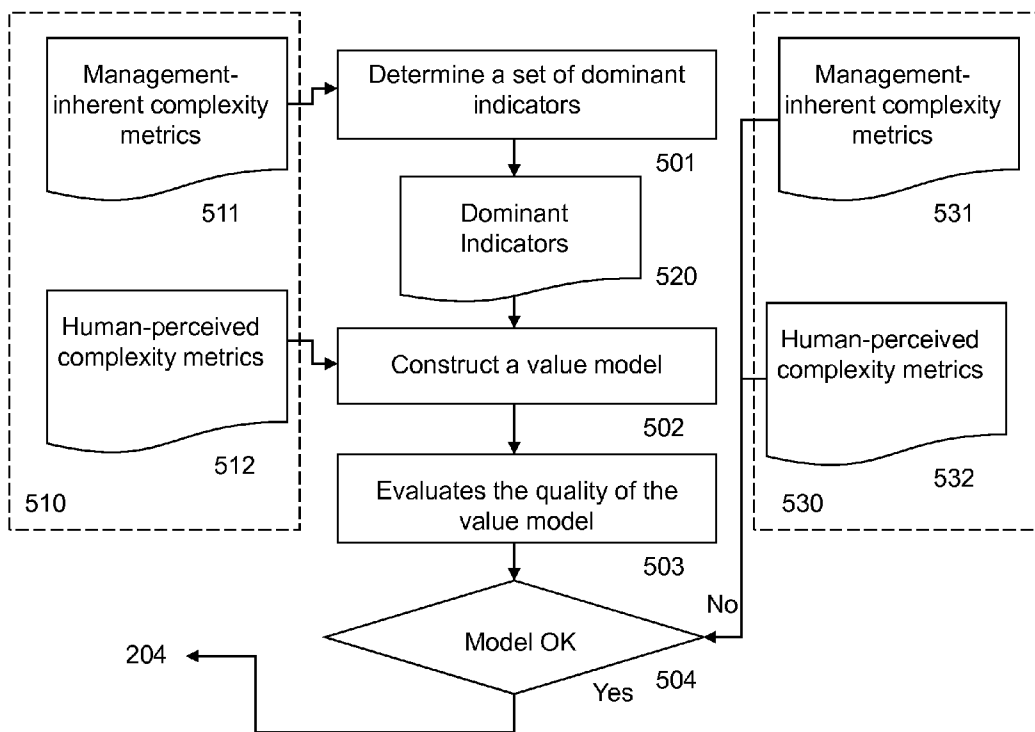 Management-
inherent complexity
metrics
511
Human-perceived
complexity metrics
512
510
Determine a set of dominant
indicators
501
Dominant
Indicators
520
Construct a value model
502
Evaluates the quality of the
value model
503
Model OK
504
No
Yes
204
Management-
inherent complexity
metrics
531
Human-perceived
complexity metrics
532
530